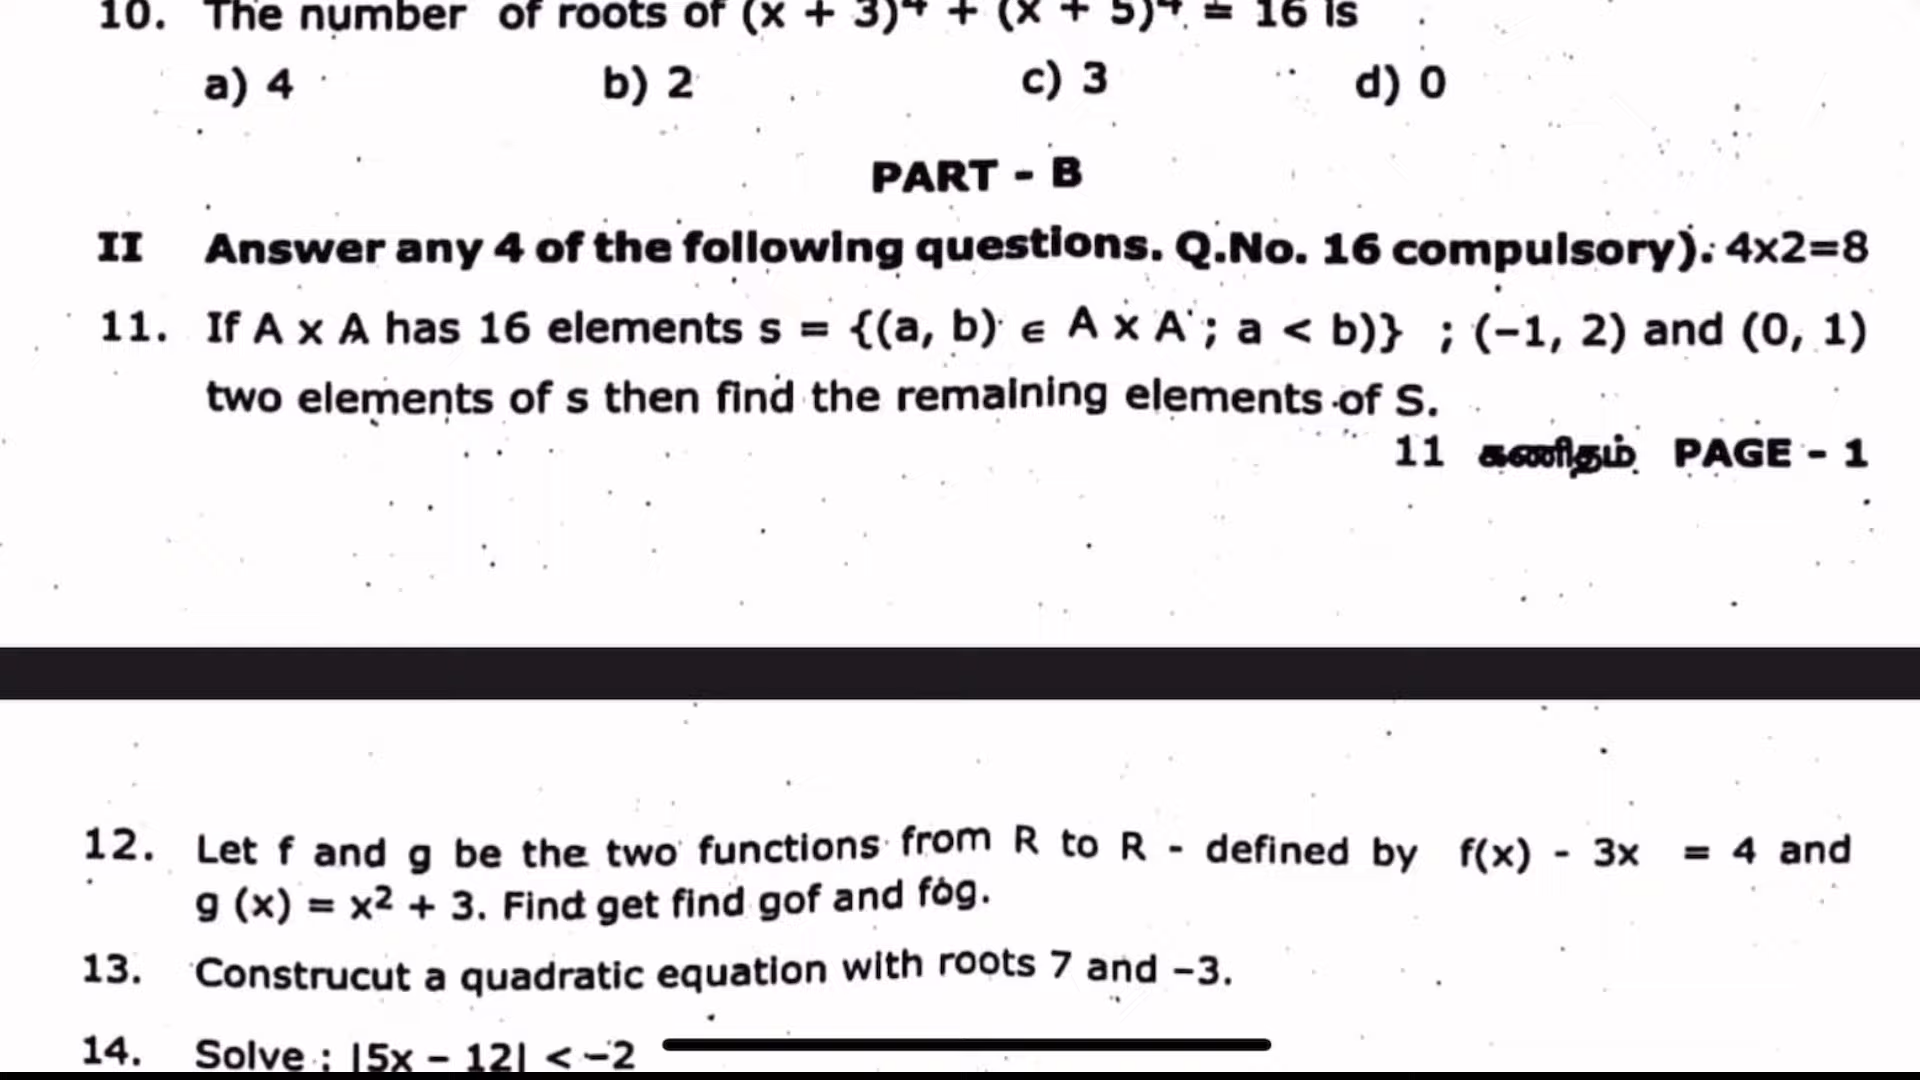 10. The number of roots of (x + 3)⁴ + (x + 5)⁴ = 16 is
a) 4 b) 2 c) 3 d) 0
PART - B
II Answer any 4 of the following questions. Q.No. 16 compulsory). 4x2=8
11. If A x A has 16 elements s = {(a, b) ∈ A x A ; a < b)} ; (−1, 2) and (0, 1)
two elements of s then find the remaining elements of S.
11 கணிதம் PAGE - 1
12. Let f and g be the two functions from R to R - defined by f(x) - 3x = 4 and
g (x) = x² + 3. Find get find gof and fog.
13. Construcut a quadratic equation with roots 7 and −3.
14. Solve : |5x − 12| < −2